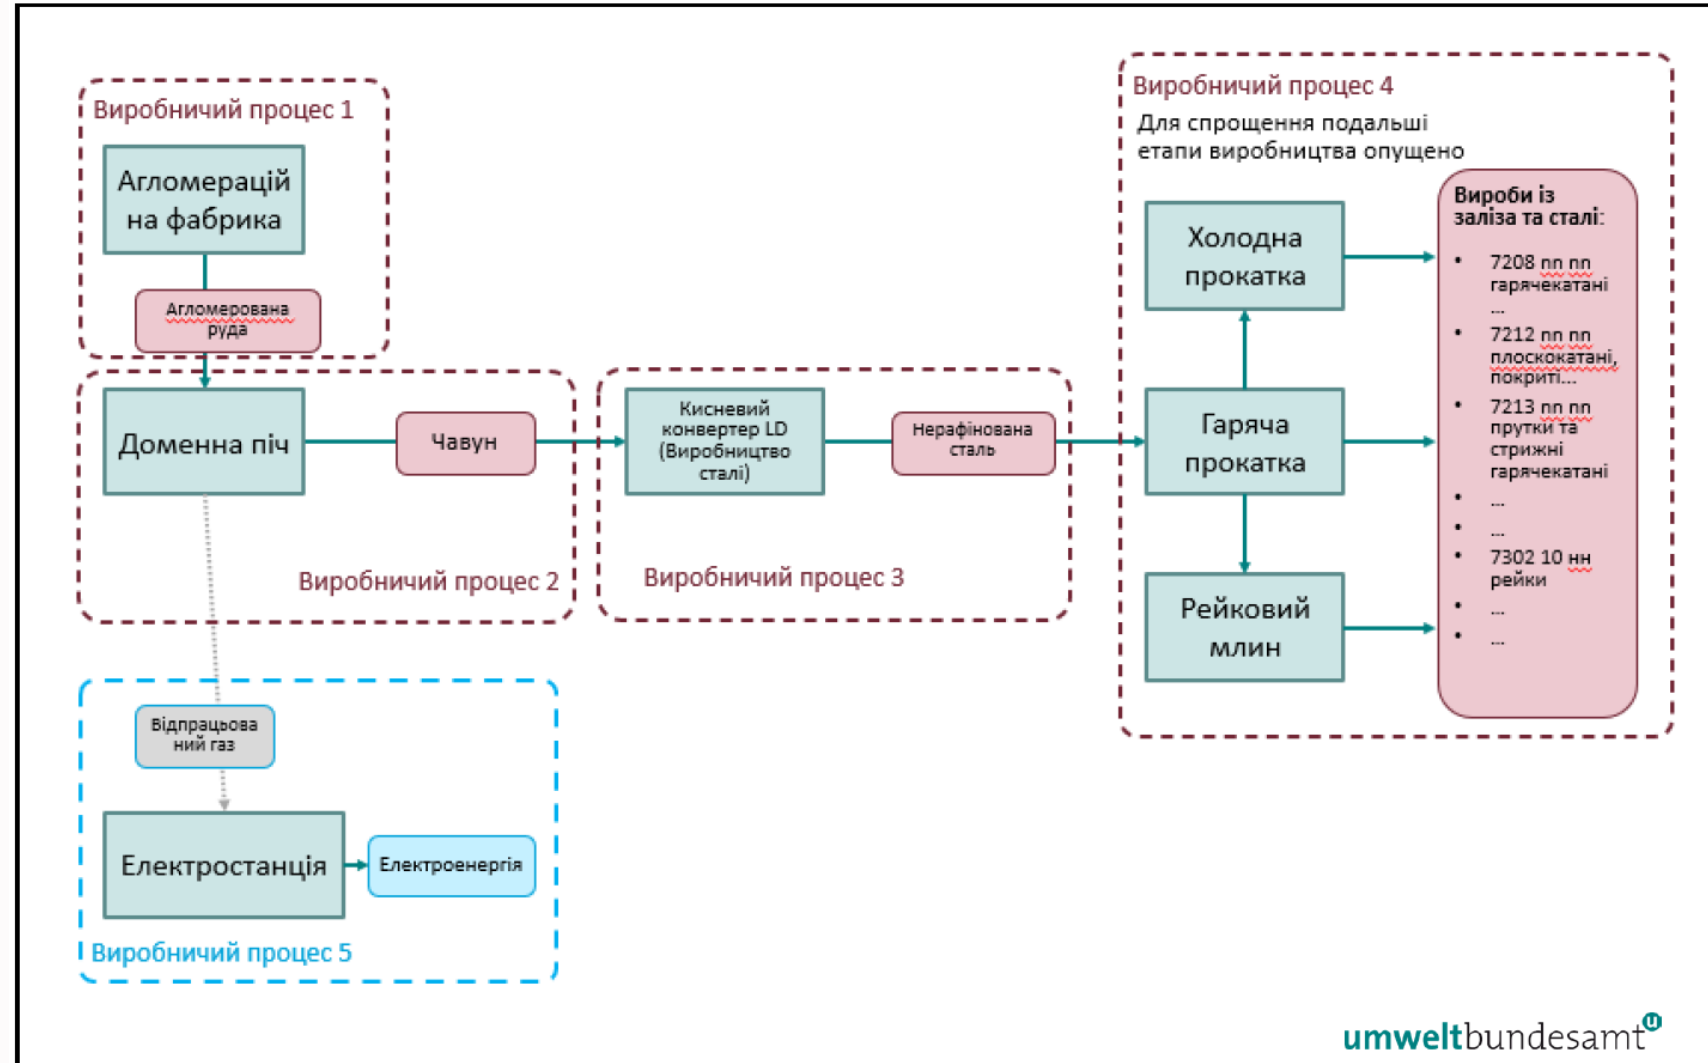 Виробничий процес 1
Агломерацій
на фабрика
Агломерована
руда
Доменна піч
Чавун
Виробничий процес 2
Кисневий
конвертер LD
(Виробництво
сталі)
Нерафінована
сталь
Виробничий процес 3
Виробничий процес 4
Для спрощення подальші
етапи виробництва опущено
Холодна
прокатка
Гаряча
прокатка
Рейковий
млин
Вироби із
заліза та сталі:
• 7208 nn nn
гарячекатані
...
• 7212 nn nn
плоскокатані,
покриті...
• 7213 nn nn
прутки та
стрижні
гарячекатані
• ...
• ...
• 7302 10 нн
рейки
• ...
• ...
Відпрацьова
ний газ
Електростанція
Електроенергія
Виробничий процес 5
umweltbundesamt